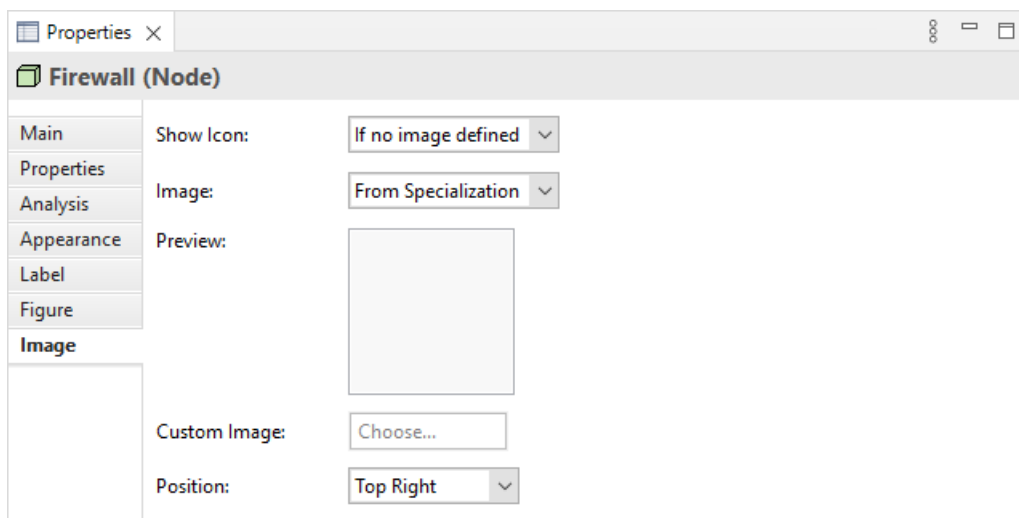 Properties
Firewall (Node)
Main
Properties
Analysis
Appearance
Label
Figure
Image
Show Icon: If no image defined
Image: From Specialization
Preview:
Custom Image: Choose...
Position: Top Right